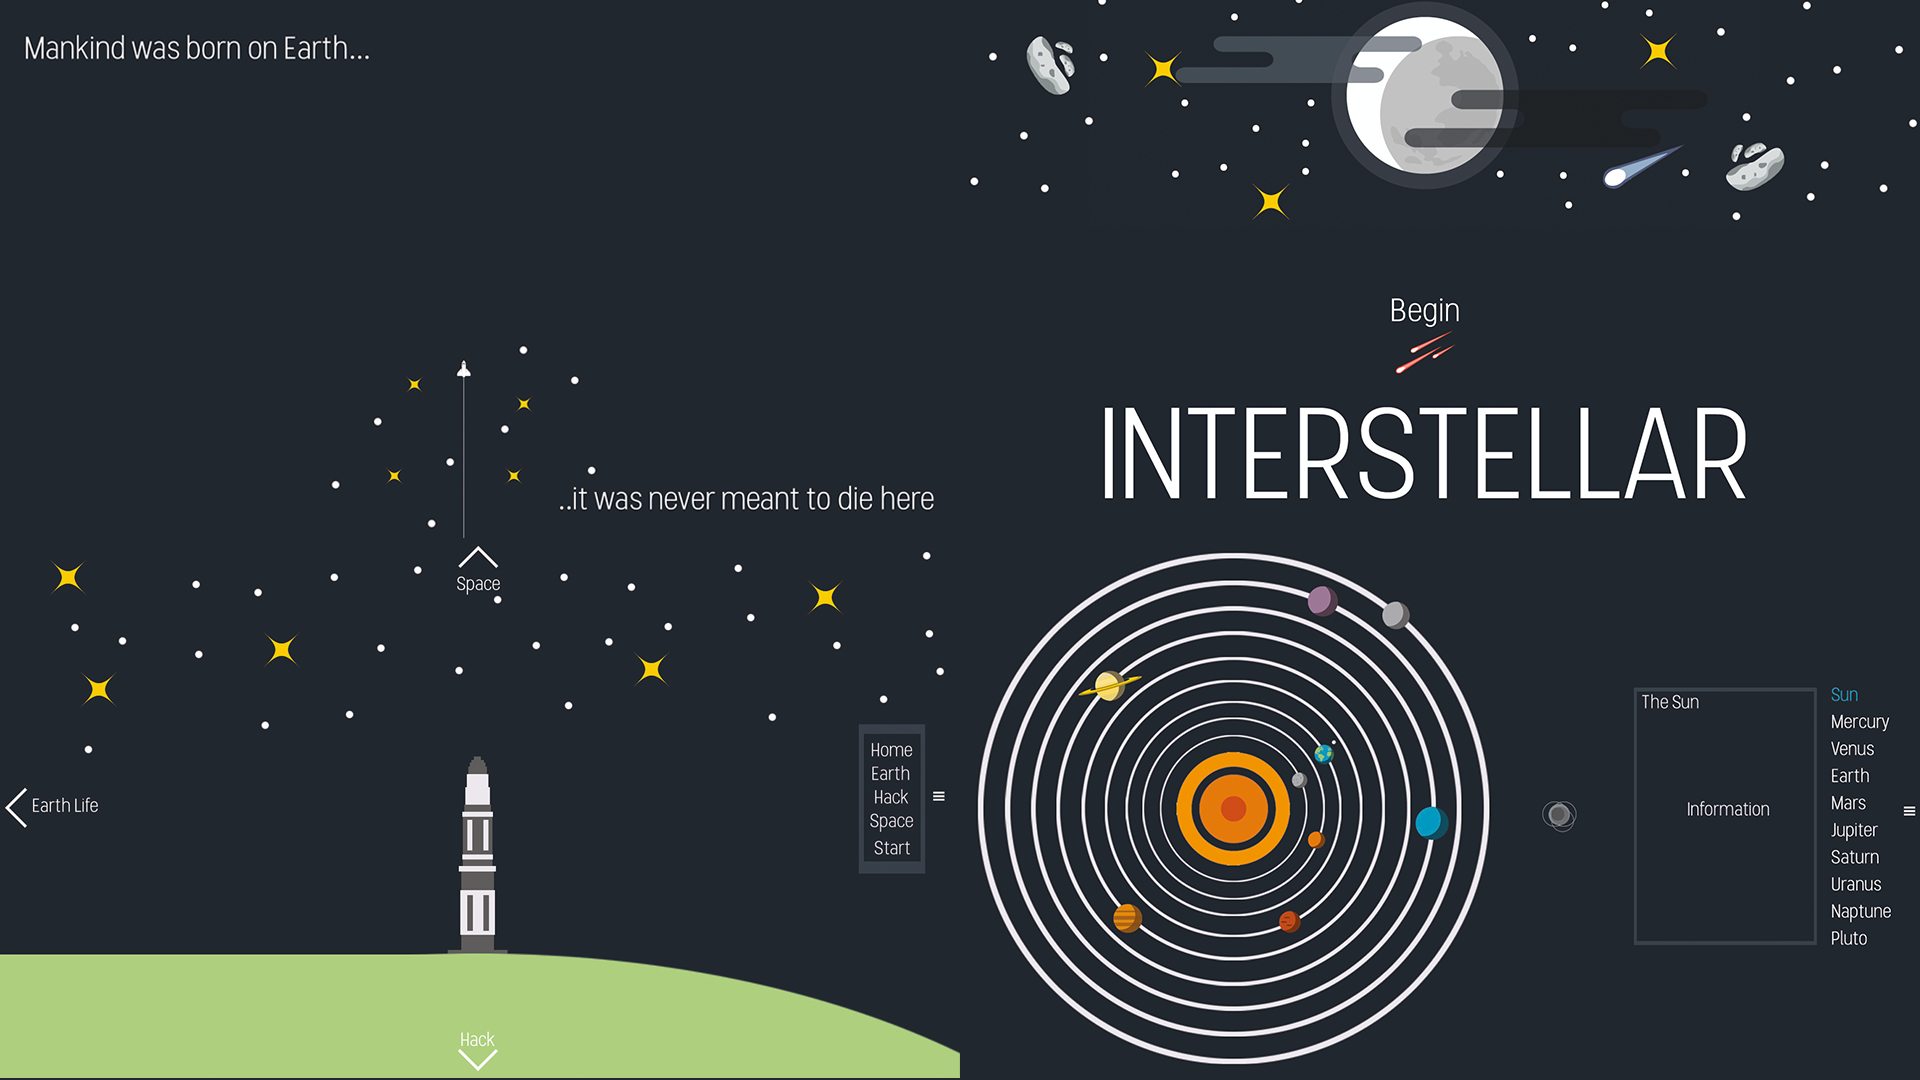 Mankind was born on Earth...
..it was never meant to die here
Space
Earth Life
Home
Earth
Hack
Space
Start
Hack
Begin
INTERSTELLAR
The Sun
Information
Sun
Mercury
Venus
Earth
Mars
Jupiter
Saturn
Uranus
Naptune
Pluto